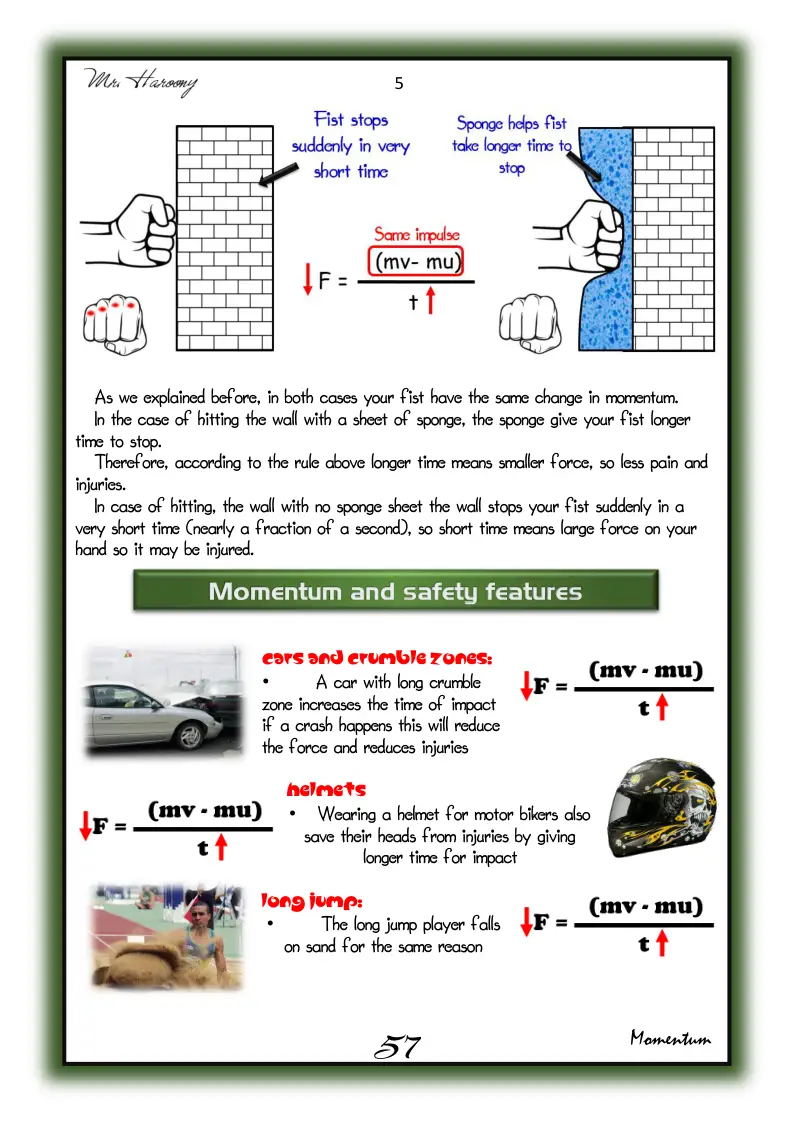 Mr. Haroony
5
Fist stops
suddenly in very
short time
Sponge helps fist
take longer time to
stop
Same impulse
F = (mv- mu)
t
As we explained before, in both cases your fist have the same change in momentum.
In the case of hitting the wall with a sheet of sponge, the sponge give your fist longer
time to stop.
Therefore, according to the rule above longer time means smaller force, so less pain and
injuries.
In case of hitting, the wall with no sponge sheet the wall stops your fist suddenly in a
very short time (nearly a fraction of a second), so short time means large force on your
hand so it may be injured.
Momentum and safety features
cars and crumble zones:
• A car with long crumble
zone increases the time of impact
if a crash happens this will reduce
the force and reduces injuries
F = (mv - mu)
t
helmets
• Wearing a helmet for motor bikers also
save their heads from injuries by giving
longer time for impact
F = (mv - mu)
t
long jump:
• The long jump player falls
on sand for the same reason
F = (mv - mu)
t
57
Momentum